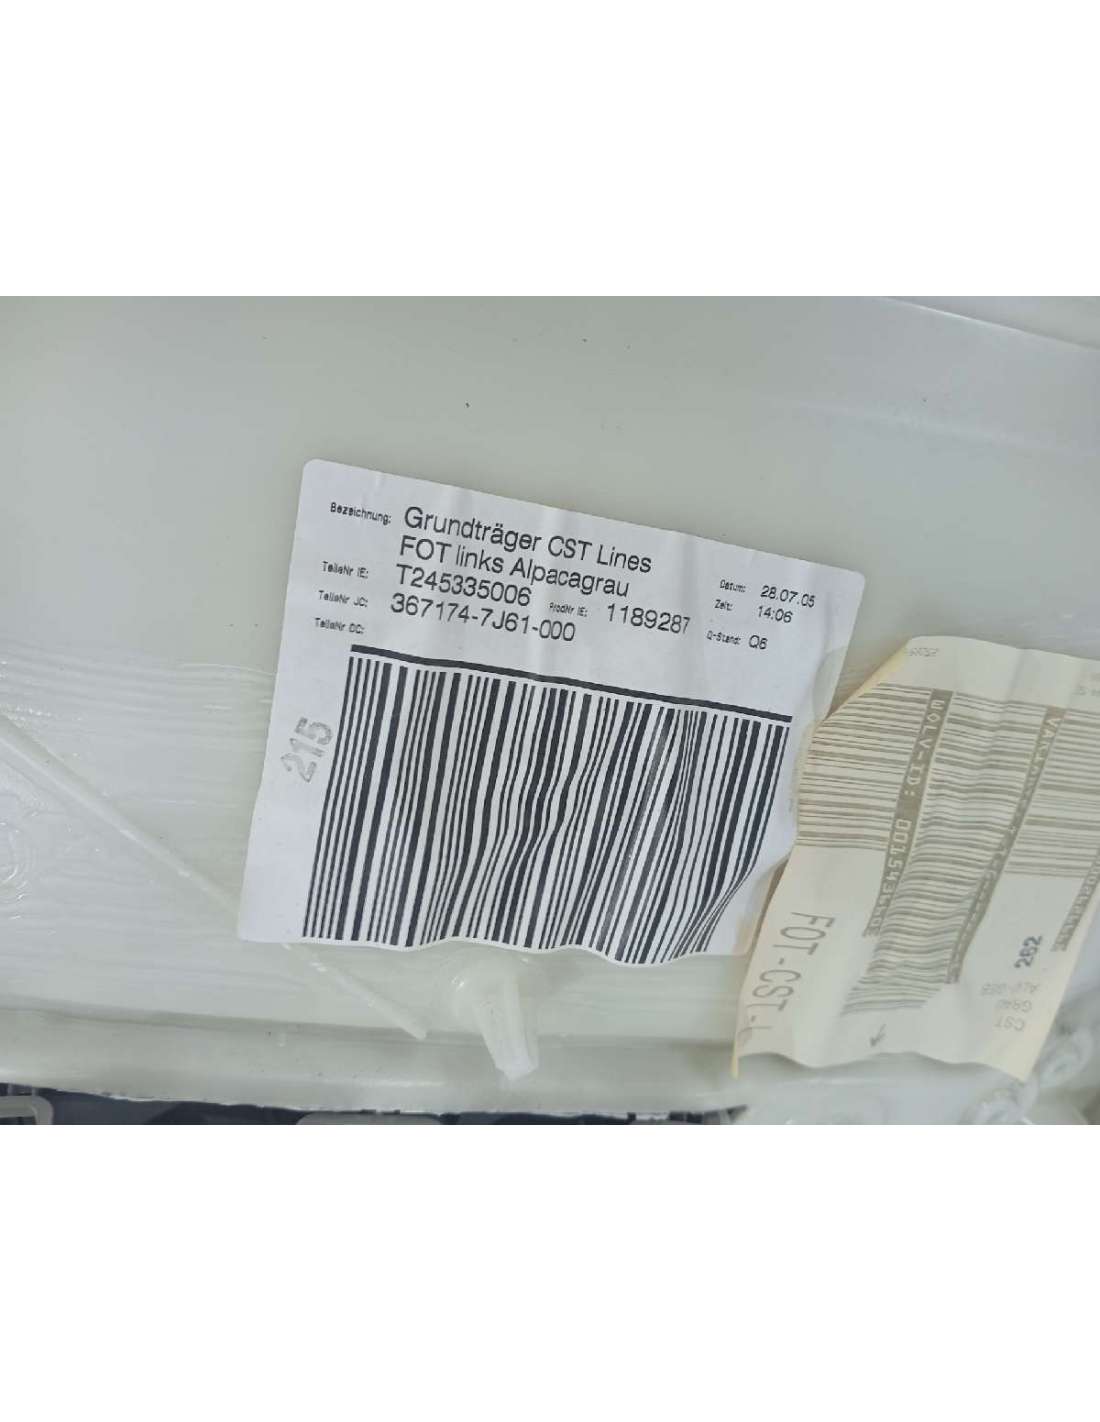 Bezeichnung: Grundträger CST Lines
FOT links Alpacagrau
TeileNr IE: T245335006 ProdNr IE: 1189287
TeileNr JC: 367174-7J61-000
TeileNr DC:
Datum: 28.07.05
Zeit: 14:06
Q-Stand: Q6
215
FOT-CST-L
262
CST